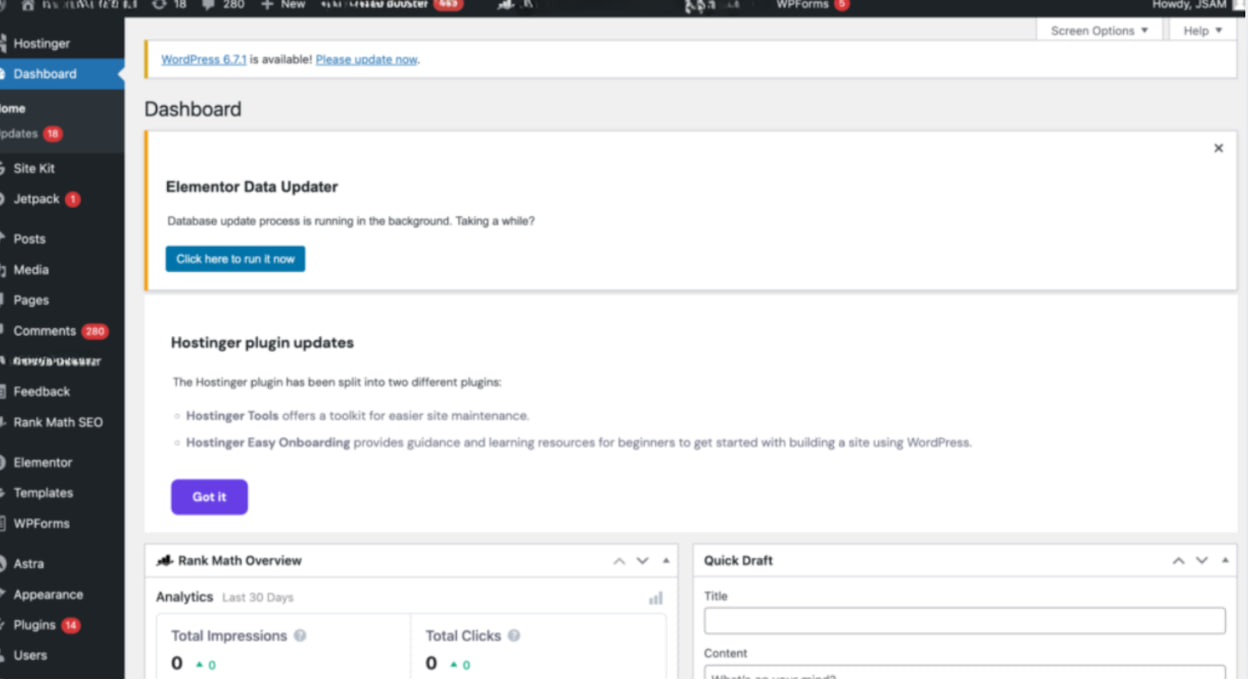 18 280 + New 
WPForms 5 Howdy, JSAM
Screen Options ▼ Help ▼
Hostinger
Dashboard
Home
Updates 18
Site Kit
Jetpack 1
Posts
Media
Pages
Comments 280
Feedback
Rank Math SEO
Elementor
Templates
WPForms
Astra
Appearance
Plugins 14
Users
WordPress 6.7.1 is available! Please update now.
Dashboard
Elementor Data Updater
Database update process is running in the background. Taking a while?
Click here to run it now
Hostinger plugin updates
The Hostinger plugin has been split into two different plugins:
Hostinger Tools offers a toolkit for easier site maintenance.
Hostinger Easy Onboarding provides guidance and learning resources for beginners to get started with building a site using WordPress.
Got it
Rank Math Overview
Analytics Last 30 Days
Total Impressions
0 0
Total Clicks
0 0
Quick Draft
Title
Content
What's on your mind?